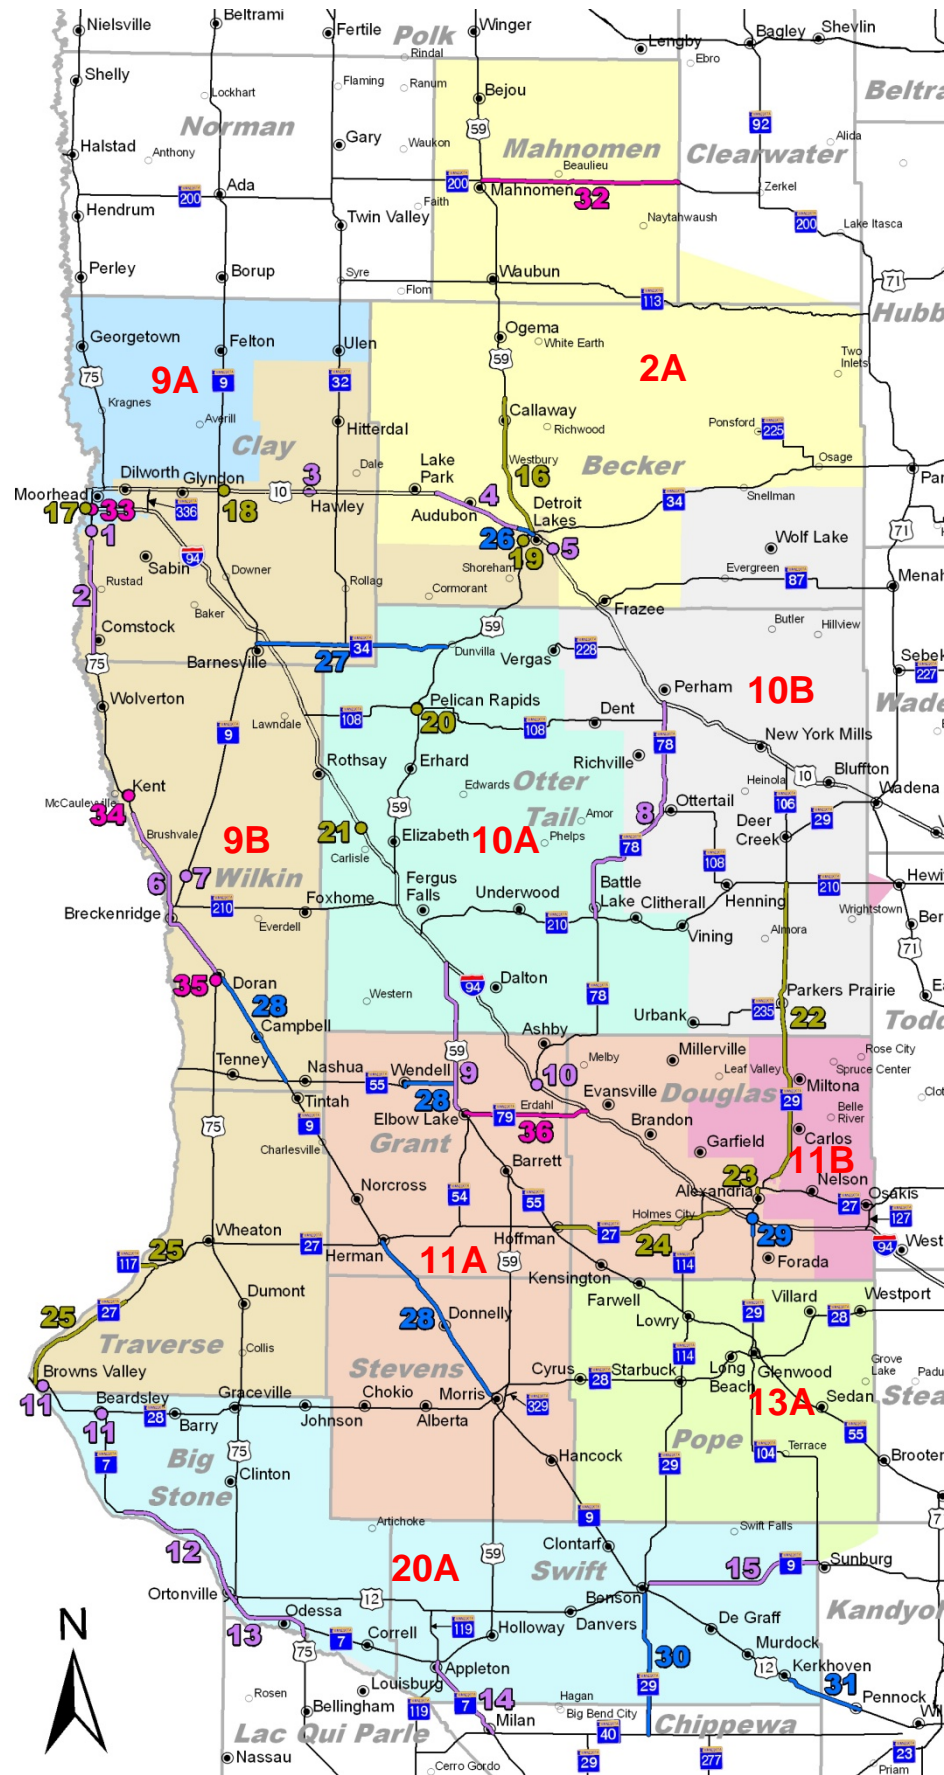 Nielsville
Beltrami
Fertile
Winger
Polk
Rindal
Lengby
Bagley
Shevlin
Ebro
Shelly
Lockhart
Flaming
Ranum
Bejou
Beltra
Norman
59
92
Halstad
Anthony
Gary
Waukon
Mahnomen
Clearwater
Alida
Beaulieu
200
Ada
200
Mahnomen
32
Zerkel
Hendrum
Faith
Twin Valley
Naytahwaush
200
Lake Itasca
Perley
Borup
Syre
Flom
Waubun
71
113
Hubb
Georgetown
Felton
Ulen
Ogema
White Earth
59
Two
Inlets
75
9A
9
32
2A
Kragnes
Averill
Hitterdal
Callaway
Richwood
Ponsford
225
Clay
Dale
Lake
Park
Westbury
16
Becker
Osage
Par
Moorhead
Dilworth
Glyndon
10
3
4
Detroit
Lakes
34
Snellman
17
33
336
18
Hawley
Audubon
1
26
19
5
71
94
Sabin
Downer
Shoreham
Wolf Lake
2
Rustad
Rollag
Cormorant
Evergreen
87
Menah
Baker
Frazee
Comstock
59
Butler
Hillview
75
Barnesville
27
34
Dunvilla
Vergas
228
Sebek
227
Wolverton
Perham
10B
Wade
Pelican Rapids
Lawndale
108
20
108
Dent
9
78
New York Mills
Rothsay
Erhard
Richville
10
Bluffton
Kent
McCauleyville
Edwards
Otter
Tail
Heinola
106
Wadena
34
59
Amor
8
Ottertail
Deer
Creek
29
Brushvale
9B
21
Elizabeth
10A
Phelps
78
Carlisle
108
6
7
Wilkin
Fergus
Falls
Battle
Lake
Henning
210
Hewi
Breckenridge
210
Foxhome
Underwood
Clitherall
Wrightstown
Everdell
210
Vining
Almora
Ber
71
35
Doran
94
Dalton
28
Western
78
Parkers Prairie
Ea
Campbell
Urbank
235
22
Todd
Ashby
59
Melby
Millerville
Rose City
Tenney
Nashua
Wendell
9
10
Leaf Valley
Spruce Center
55
28
Evansville
Douglas
Miltona
Clot
Tintah
Erdahl
29
Belle
River
75
9
Elbow Lake
79
36
Brandon
Carlos
Grant
Garfield
11B
Charlesville
Barrett
23
Nelson
Norcross
54
55
Alexandria
27
Osakis
Holmes City
127
Wheaton
Hoffman
27
24
29
25
27
Herman
11A
94
West
117
59
114
Forada
Kensington
Dumont
Farwell
Villard
Westport
25
27
28
Donnelly
29
28
Lowry
Traverse
Collis
Stevens
114
Long
Beach
Glenwood
Grove
Lake
Padu
Browns Valley
Cyrus
28
Starbuck
11
Beardsley
Graceville
Chokio
Morris
13A
Sedan
Stea
28
Barry
Johnson
Alberta
329
11
55
75
Pope
7
Big
Stone
Clinton
Hancock
29
104
Terrace
Brooten
12
Artichoke
9
Swift Falls
7
59
Clontarf
20A
Swift
15
9
Sunburg
Ortonville
12
Benson
13
Odessa
Danvers
De Graff
Kandyoh
119
Holloway
N
7
Correll
75
Murdock
30
12
Kerkhoven
Appleton
Louisburg
29
31
Rosen
14
Hagan
Pennock
Bellingham
119
7
Big Bend City
Milan
Chippewa
Wi
Lac Qui Parle
40
Nassau
Cerro Gordo
29
277
23
Priam